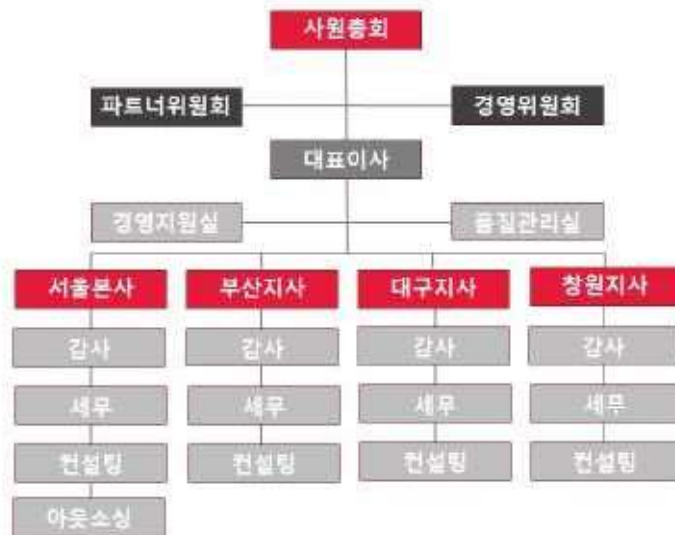 사원총회
파트너위원회 경영위원회
대표이사
경영지원실 품질관리실
서울본사 부산지사 대구지사 창원지사
감사 감사 감사 감사
세무 세무 세무 세무
컨설팅 컨설팅 컨설팅 컨설팅
아웃소싱